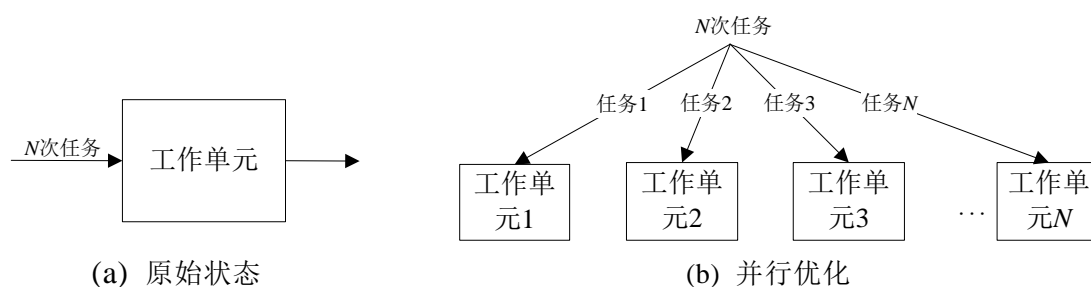 N次任务
工作单元
(a) 原始状态
N次任务
任务1
任务2
任务3
任务N
工作单
元1
工作单
元2
工作单
元3
…
工作单
元N
(b) 并行优化